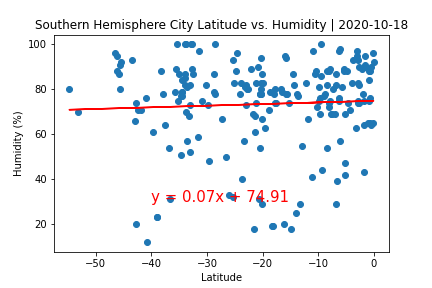 Southern Hemisphere City Latitude vs. Humidity | 2020-10-18
100
80
60
40
20
Humidity (%)
y = 0.07x + 74.91
−50
−40
−30
−20
−10
0
Latitude